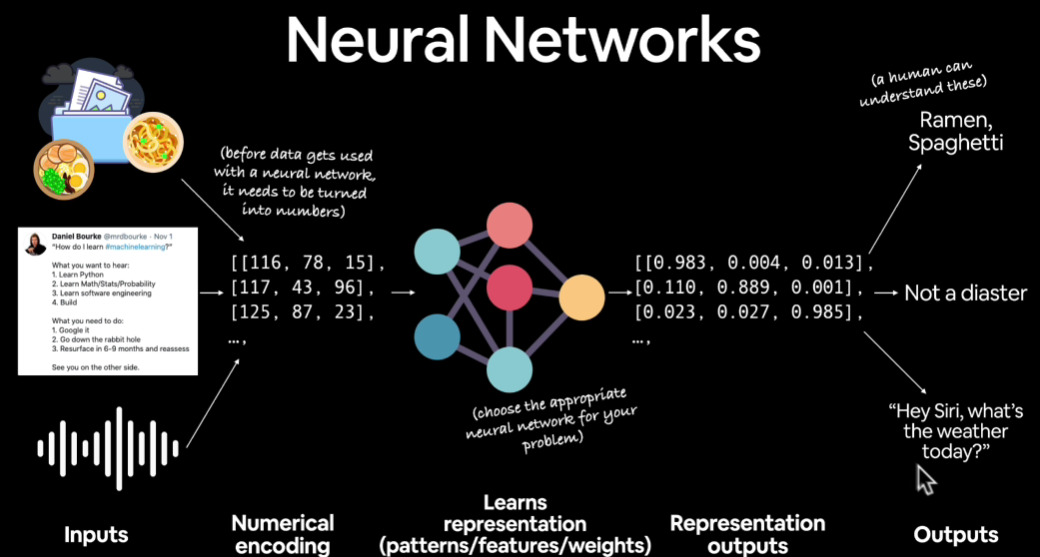 Neural Networks
(a human can
understand these)
Ramen,
Spaghetti
(before data gets used
with a neural network,
it needs to be turned
into numbers)
Daniel Bourke @mrdbourke · Nov 1
"How do I learn #machinelearning?"
What you want to hear:
1. Learn Python
2. Learn Math/Stats/Probability
3. Learn software engineering
4. Build
What you need to do:
1. Google it
2. Go down the rabbit hole
3. Resurface in 6-9 months and reassess
See you on the other side.
[[116, 78, 15],
[117, 43, 96],
[125, 87, 23],
…,
[[0.983, 0.004, 0.013],
[0.110, 0.889, 0.001],
[0.023, 0.027, 0.985],
…,
Not a diaster
(choose the appropriate
neural network for your
problem)
“Hey Siri, what’s
the weather
today?”
Inputs
Numerical
encoding
Learns
representation
(patterns/features/weights)
Representation
outputs
Outputs